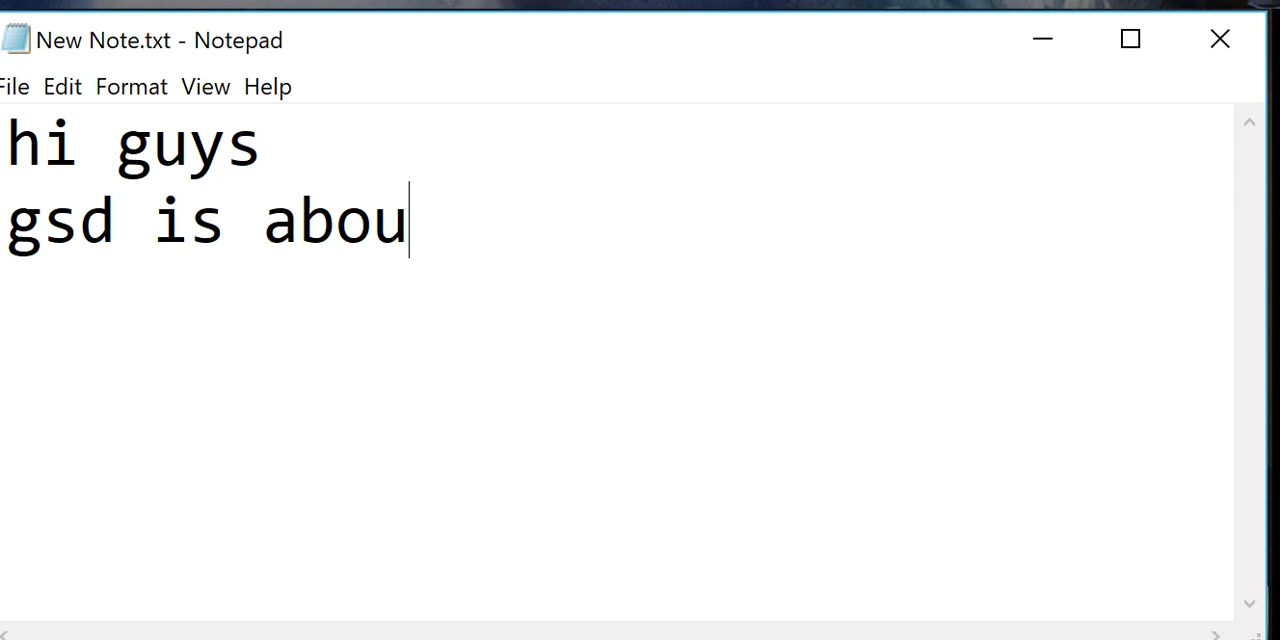 New Note.txt - Notepad
File Edit Format View Help
hi guys
gsd is abou